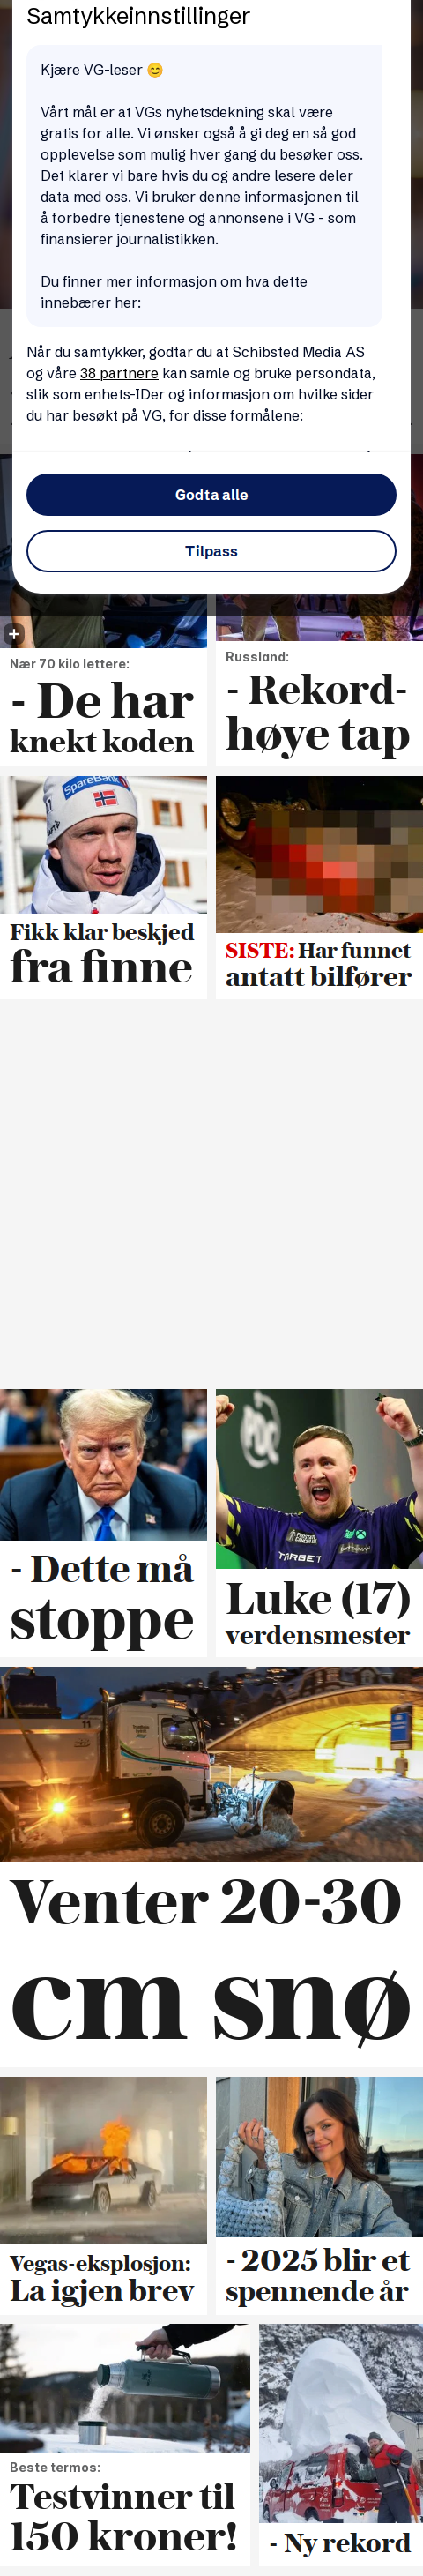 Samtykkeinnstillinger
Kjære VG-leser 😊
Vårt mål er at VGs nyhetsdekning skal være
gratis for alle. Vi ønsker også å gi deg en så god
opplevelse som mulig hver gang du besøker oss.
Det klarer vi bare hvis du og andre lesere deler
data med oss. Vi bruker denne informasjonen til
å forbedre tjenestene og annonsene i VG - som
finansierer journalistikken.
Du finner mer informasjon om hva dette
innebærer her:
Når du samtykker, godtar du at Schibsted Media AS
og våre 38 partnere kan samle og bruke persondata,
slik som enhets-IDer og informasjon om hvilke sider
du har besøkt på VG, for disse formålene:
Godta alle
Tilpass
Nær 70 kilo lettere:
- De har
knekt koden
Russland:
- Rekord-
høye tap
SpareBank
Fikk klar beskjed
fra finne
SISTE: Har funnet
antatt bilfører
TARGET
- Dette må
stoppe
Luke (17)
verdensmester
11
Venter 20-30
cm snø
Vegas-eksplosjon:
La igjen brev
- 2025 blir et
spennende år
Beste termos:
Testvinner til
150 kroner!
- Ny rekord